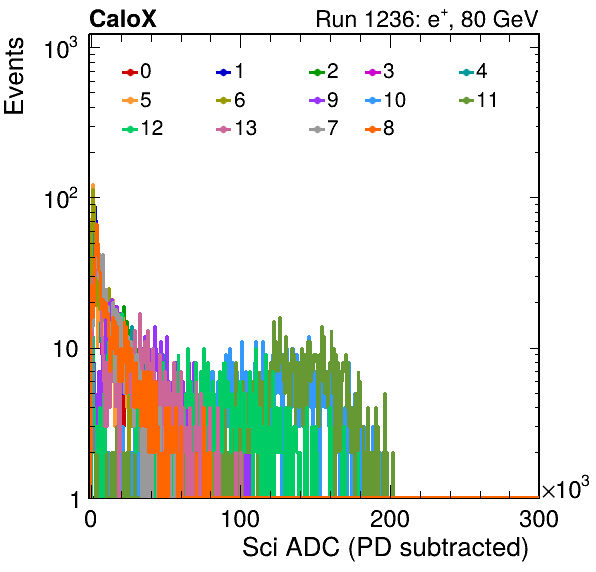 CaloX Run 1236: e⁺, 80 GeV
Events
10³
0 1 2 3 4
5 6 9 10 11
12 13 7 8
10²
10
1
0 100 200 300
×10³
Sci ADC (PD subtracted)